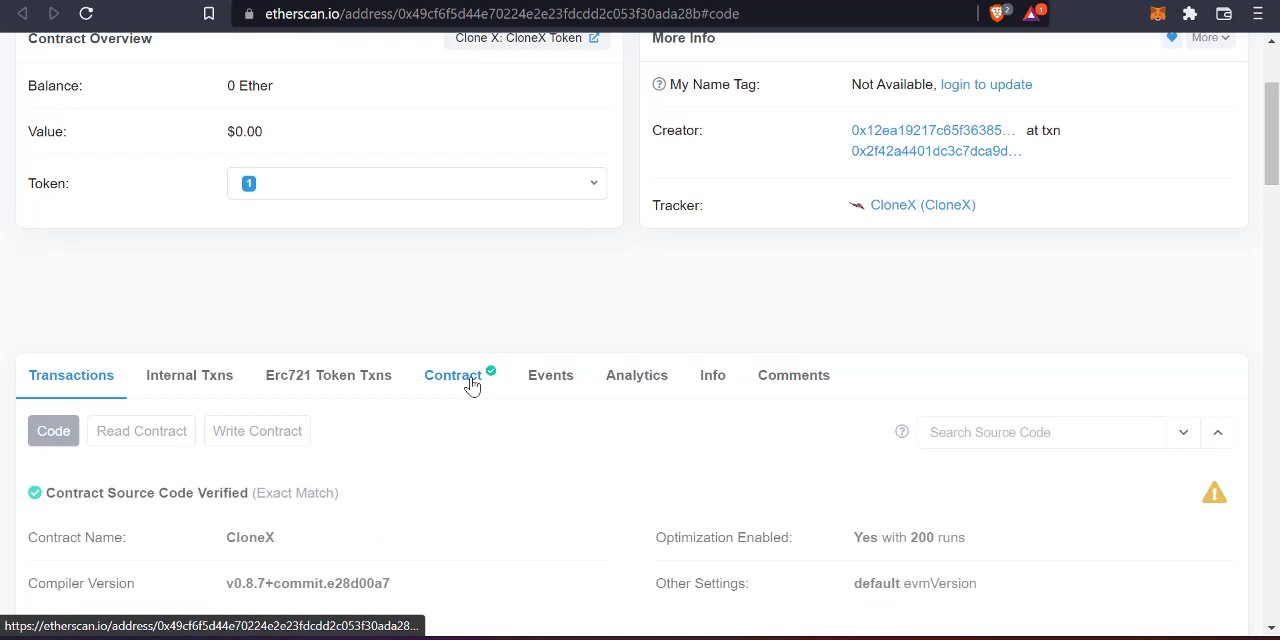 etherscan.io/address/0x49cf6f5d44e70224e2e23fdcdd2c053f30ada28b#code
2
1
Contract Overview
Clone X: CloneX Token
More Info
More
Balance:
0 Ether
My Name Tag:
Not Available, login to update
Value:
$0.00
Creator:
0x12ea19217c65f36385... at txn
0x2f42a4401dc3c7dca9d...
Token:
1
Tracker:
CloneX (CloneX)
Transactions
Internal Txns
Erc721 Token Txns
Contract
Events
Analytics
Info
Comments
Code
Read Contract
Write Contract
?
Search Source Code
Contract Source Code Verified (Exact Match)
Contract Name:
CloneX
Optimization Enabled:
Yes with 200 runs
Compiler Version
v0.8.7+commit.e28d00a7
Other Settings:
default evmVersion
https://etherscan.io/address/0x49cf6f5d44e70224e2e23fdcdd2c053f30ada28...